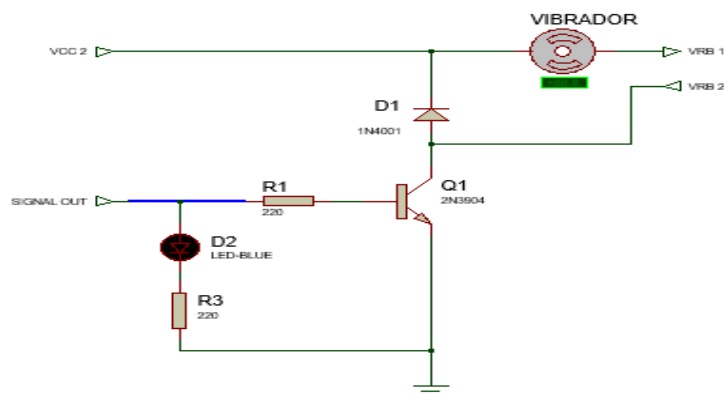 VIBRADOR
VCC 2
VRB 1
VRB 2
D1
1N4001
SIGNAL OUT
R1
220
Q1
2N3904
D2
LED-BLUE
R3
220